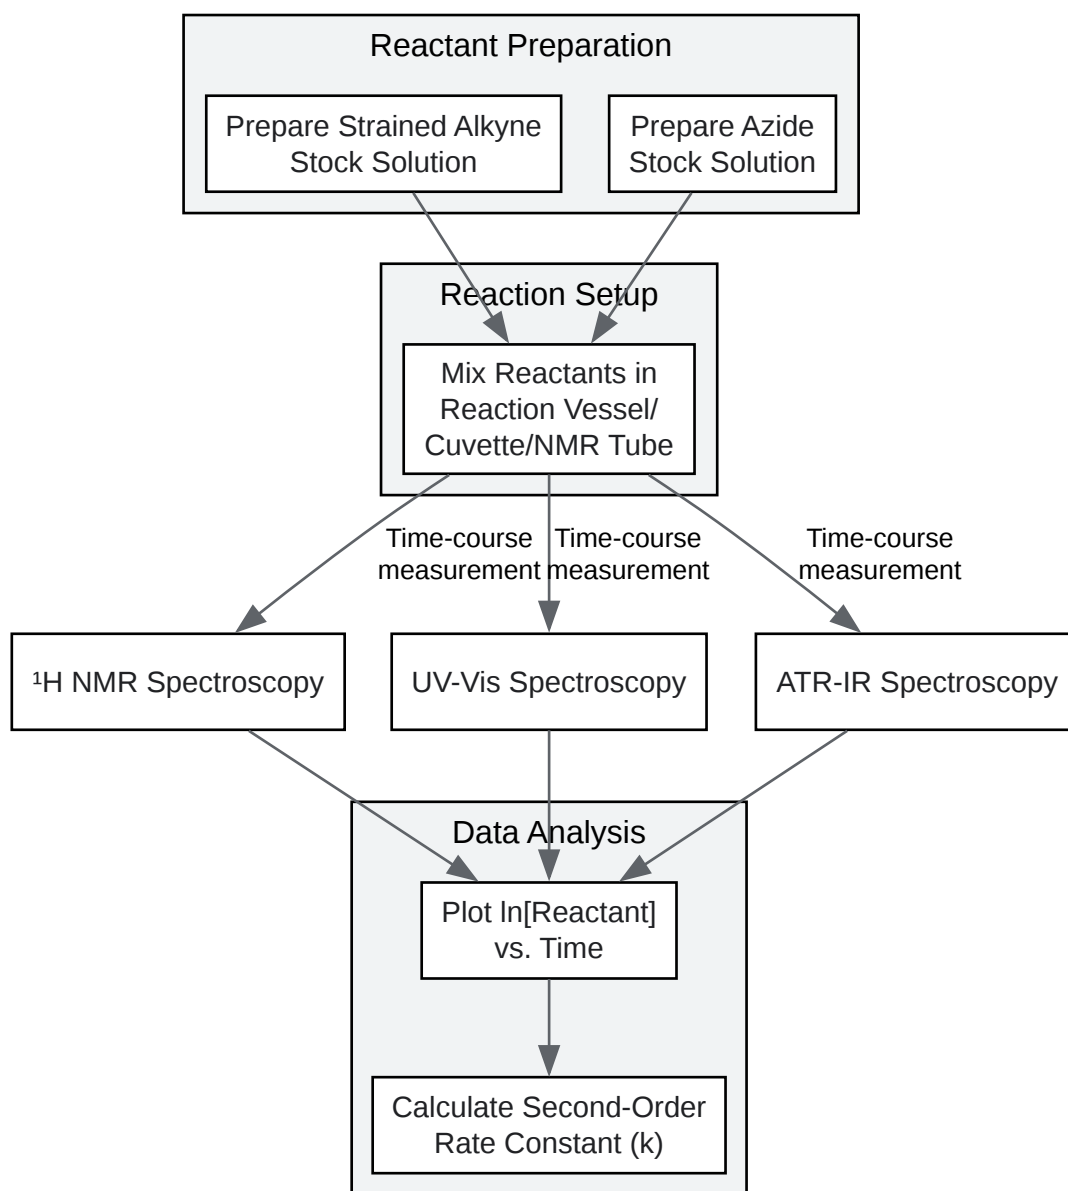 Reactant Preparation
Prepare Strained Alkyne
Stock Solution
Prepare Azide
Stock Solution
Reaction Setup
Mix Reactants in
Reaction Vessel/
Cuvette/NMR Tube
Time-course
measurement
Time-course
measurement
Time-course
measurement
¹H NMR Spectroscopy
UV-Vis Spectroscopy
ATR-IR Spectroscopy
Data Analysis
Plot ln[Reactant]
vs. Time
Calculate Second-Order
Rate Constant (k)